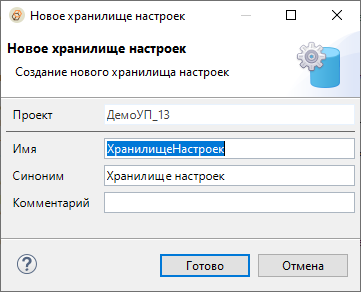 Новое хранилище настроек
Новое хранилище настроек
Создание нового хранилища настроек
Проект ДемоУП_13
Имя ХранилищеНастроек
Синоним Хранилище настроек
Комментарий
? Готово Отмена